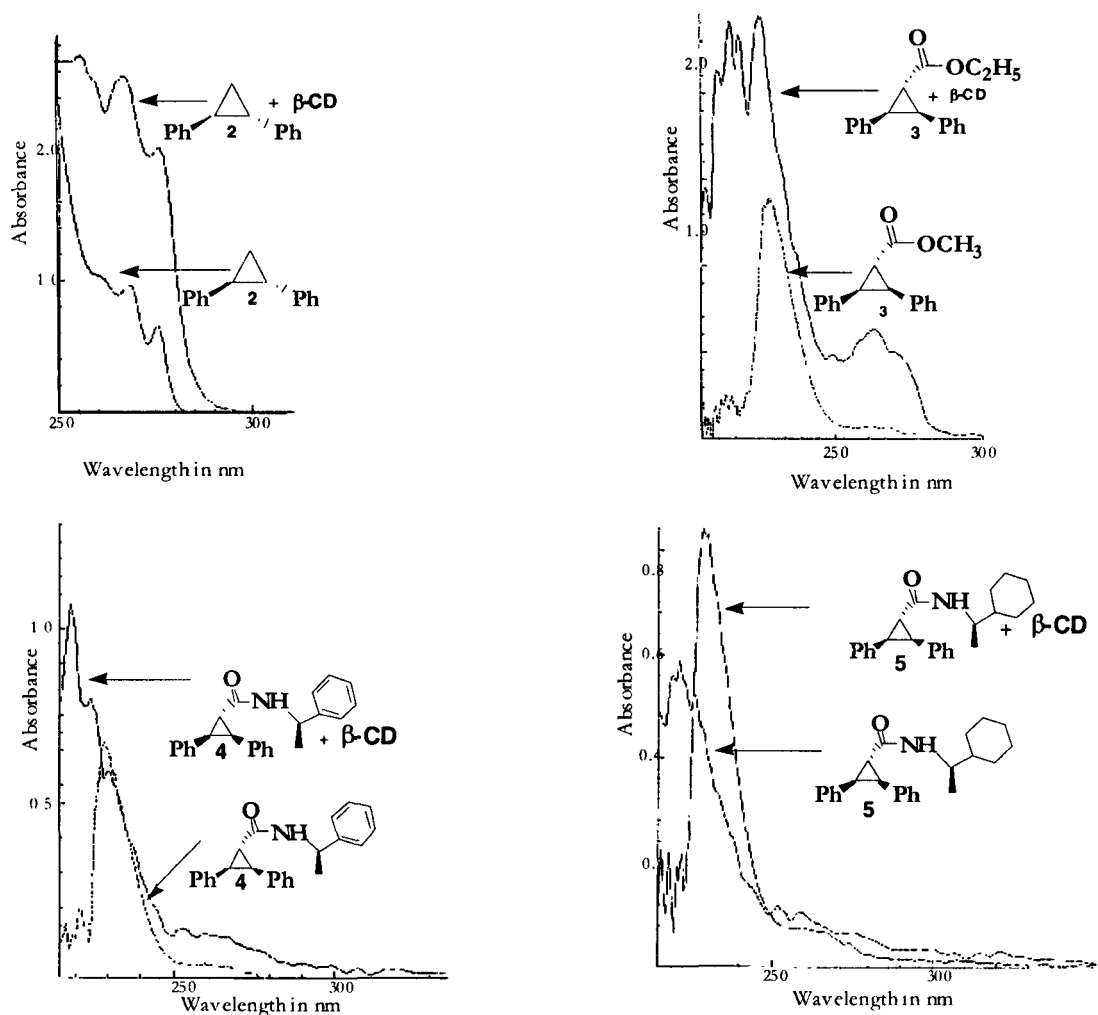 + β-CD
Ph 2 Ph
2.0
Absorbance
1 0
Ph 2 Ph
250 300
Wavelength in nm
O
OC₂H₅
+ β-CD
Ph 3 Ph
2.0
Absorbance
O
OCH₃
1.0
Ph 3 Ph
250 300
Wavelength in nm
1 0
Absorbance
O
NH
Ph 4 Ph + β-CD
0 5
O
NH
Ph 4 Ph
250 300
Wavelength in nm
0.8
O
NH
+ β-CD
Ph 5 Ph
0.6
Absorbance
O
NH
0.4
Ph 5 Ph
250 300
Wavelength in nm